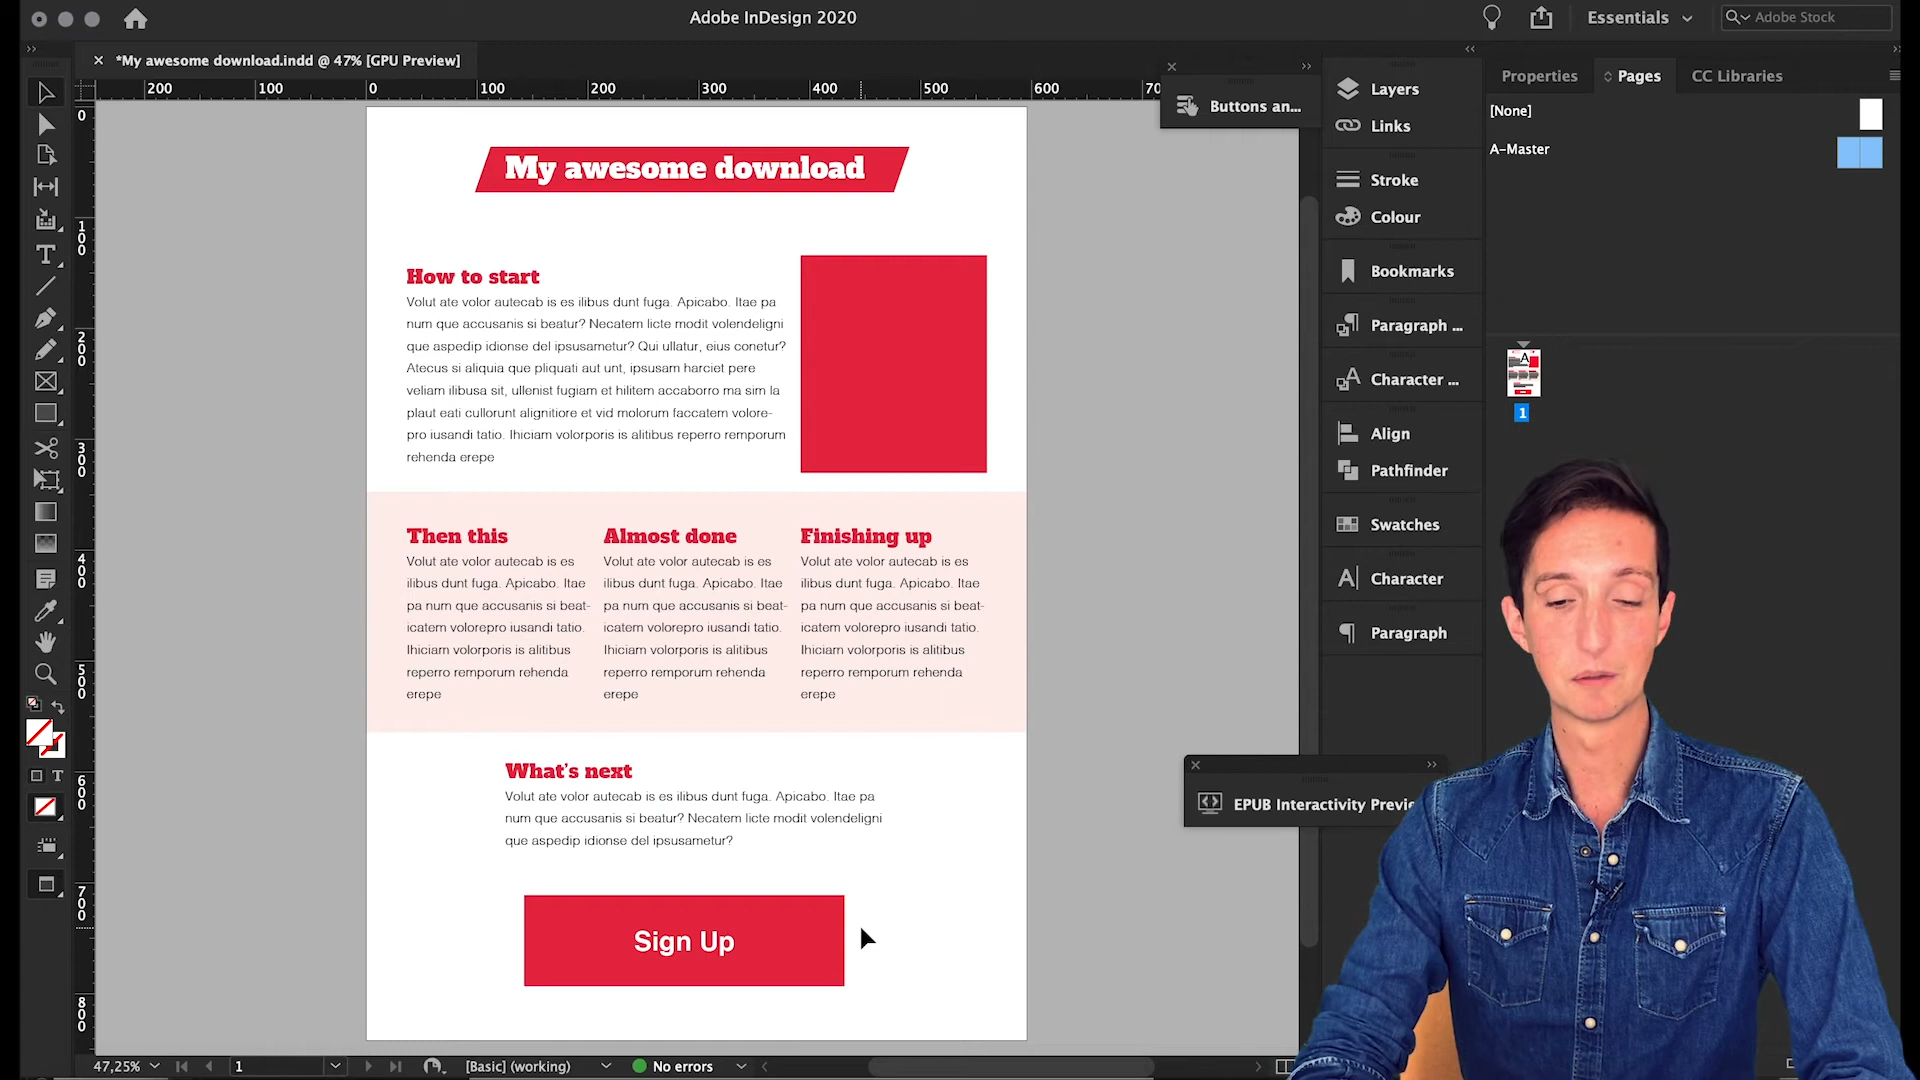 Adobe InDesign 2020
Essentials
Adobe Stock
*My awesome download.indd @ 47% [GPU Preview]
200 100 0 100 200 300 400 500 600 70
Buttons an...
Layers
Links
Stroke
Colour
Bookmarks
Paragraph ...
Character ...
Align
Pathfinder
Swatches
Character
Paragraph
Properties
Pages
CC Libraries
[None]
A-Master
A
1
0
100
200
300
400
500
600
700
800
My awesome download
How to start
Volut ate volor autecab is es ilibus dunt fuga. Apicabo. Itae pa
num que accusanis si beatur? Necatem licte modit volendeligni
que aspedip idionse del ipsusametur? Qui ullatur, eius conetur?
Atecus si aliquia que pliquati aut unt, ipsusam harciet pere
veliam ilibusa sit, ullenist fugiam et hilitem accaborro ma sim la
plaut eati cullorunt alignitiore et vid molorum faccatem volore-
pro iusandi tatio. Ihiciam volorporis is alitibus reperro remporum
rehenda erepe
Then this
Volut ate volor autecab is es
ilibus dunt fuga. Apicabo. Itae
pa num que accusanis si beat-
icatem volorepro iusandi tatio.
Ihiciam volorporis is alitibus
reperro remporum rehenda
erepe
Almost done
Volut ate volor autecab is es
ilibus dunt fuga. Apicabo. Itae
pa num que accusanis si beat-
icatem volorepro iusandi tatio.
Ihiciam volorporis is alitibus
reperro remporum rehenda
erepe
Finishing up
Volut ate volor autecab is es
ilibus dunt fuga. Apicabo. Itae
pa num que accusanis si beat-
icatem volorepro iusandi tatio.
Ihiciam volorporis is alitibus
reperro remporum rehenda
erepe
What's next
Volut ate volor autecab is es ilibus dunt fuga. Apicabo. Itae pa
num que accusanis si beatur? Necatem licte modit volendeligni
que aspedip idionse del ipsusametur?
Sign Up
EPUB Interactivity Previe
47,25%
1
[Basic] (working)
No errors